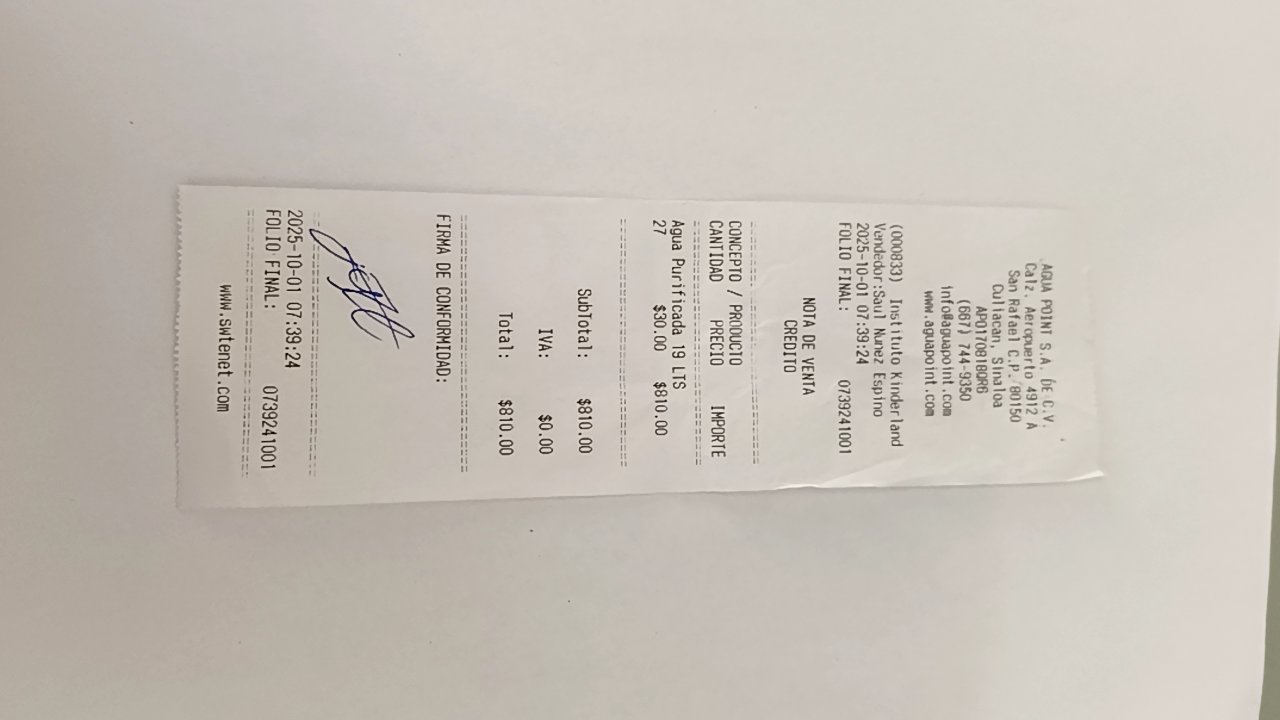 AGUA POINT S.A. DE C.V.
Calz. Aeropuerto 4912 A
San Rafael C.P. 80150
Culiacan, Sinaloa
APO170818QR6
(667) 744-9350
info@aguapoint.com
www.aguapoint.com
(000833) Instituto Kinderland
Vendedor:Saul Nunez Espino
2025-10-01 07:39:24
FOLIO FINAL: 0739241001
NOTA DE VENTA
CREDITO
CONCEPTO / PRODUCTO
CANTIDAD PRECIO IMPORTE
Agua Purificada 19 LTS
27 $30.00 $810.00
SubTotal: $810.00
IVA: $0.00
Total: $810.00
FIRMA DE CONFORMIDAD:
2025-10-01 07:39:24
FOLIO FINAL: 0739241001
www.swtenet.com